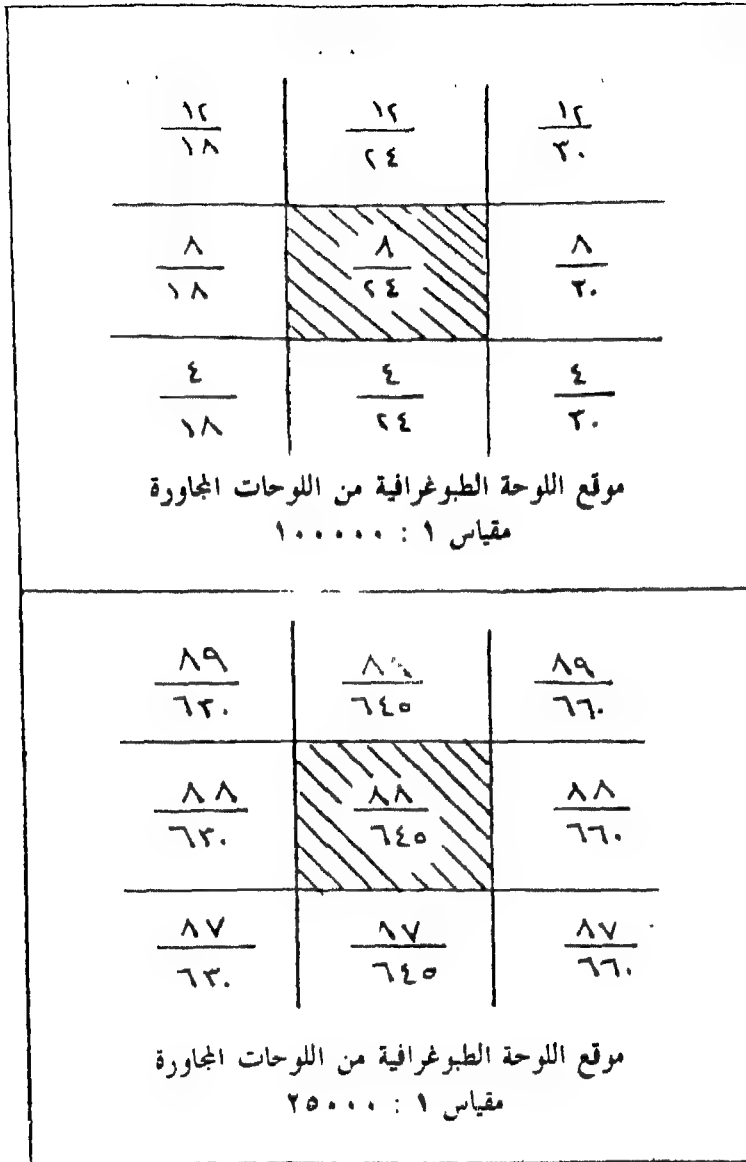 ١٢ ١٢ ١٢
٣٠ ٢٤ ١٨
٨ ٨ ٨
٣٠ ٢٤ ١٨
٤ ٤ ٤
٣٠ ٢٤ ١٨
موقع اللوحة الطبوغرافية من اللوحات المجاورة
مقياس ١ : ١٠٠٠٠٠
٨٩ ٨٩ ٨٩
٦٦٠ ٦٤٥ ٦٣٠
٨٨ ٨٨ ٨٨
٦٦٠ ٦٤٥ ٦٣٠
٨٧ ٨٧ ٨٧
٦٦٠ ٦٤٥ ٦٣٠
موقع اللوحة الطبوغرافية من اللوحات المجاورة
مقياس ١ : ٢٥٠٠٠